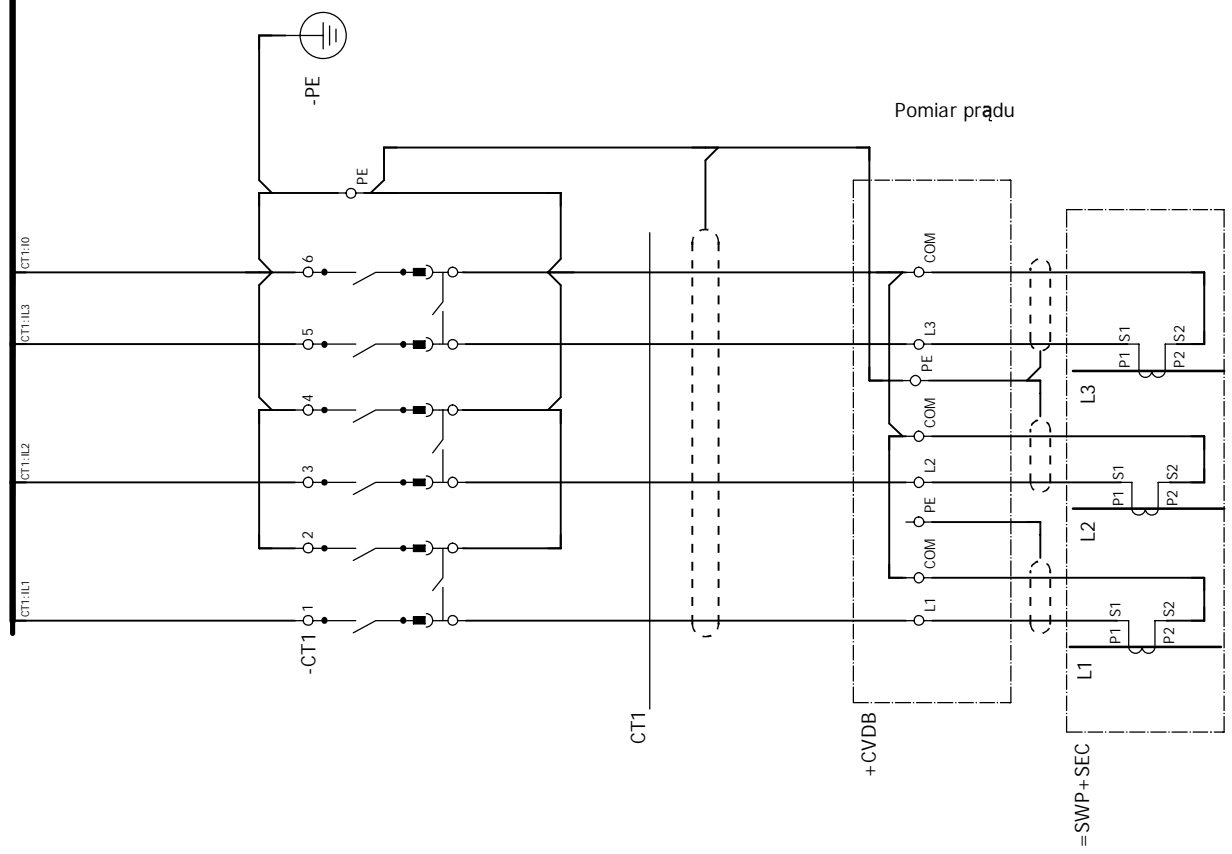 -PE
Pomiar prądu
PE
CT1:I0
6
COM
CT1:IL3
5
L3
P1 S1
P2 S2
L3
PE
4
COM
CT1:IL2
3
L2
P1 S1
P2 S2
L2
PE
2
COM
CT1:IL1
1
L1
P1 S1
P2 S2
L1
-CT1
CT1
+CVDB
=SWP+SEC